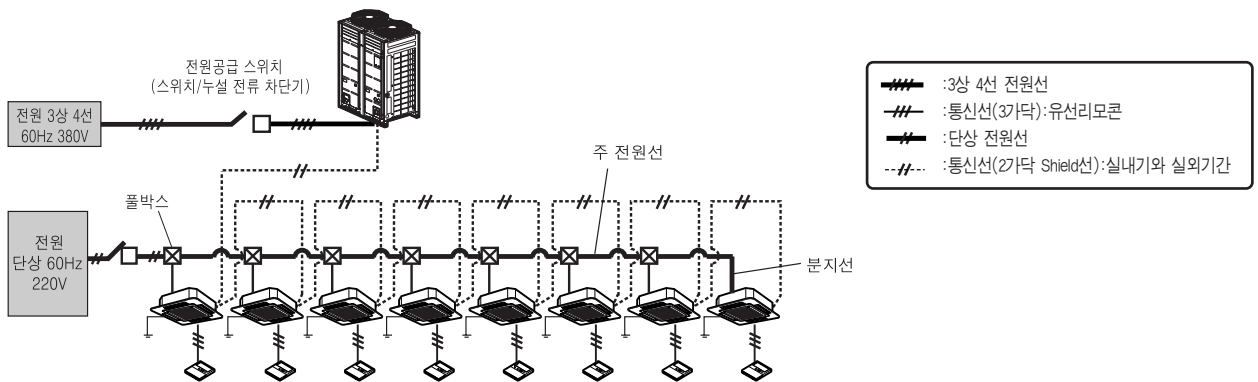 전원공급 스위치
(스위치/누설 전류 차단기)
전원 3상 4선
60Hz 380V
주 전원선
풀박스
전원
단상 60Hz
220V
분지선
:3상 4선 전원선
:통신선(3가닥):유선리모콘
:단상 전원선
:통신선(2가닥 Shield선):실내기와 실외기간